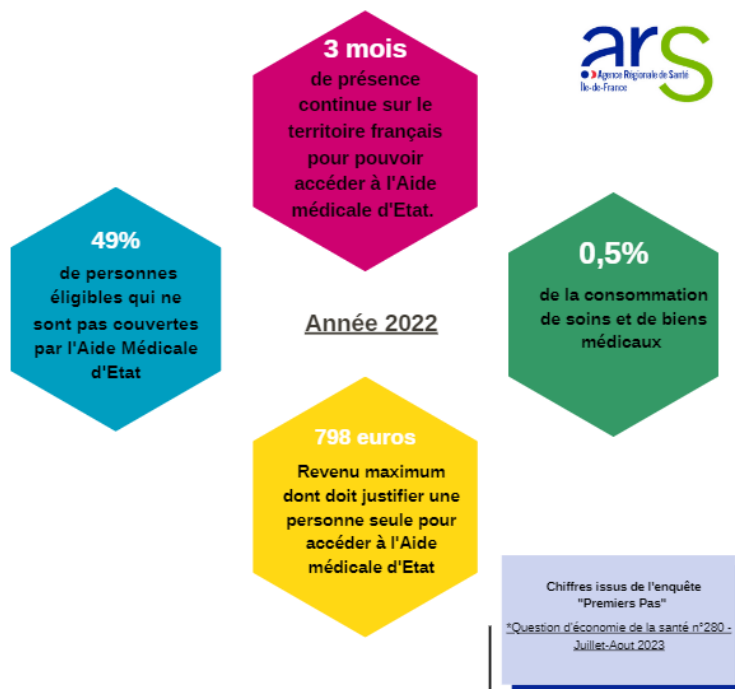 3 mois
de présence
continue sur le
territoire français
pour pouvoir
accéder à l'Aide
médicale d'Etat.
ars
Agence Régionale de Santé
Île-de-France
49%
de personnes
éligibles qui ne
sont pas couvertes
par l'Aide Médicale
d'Etat
Année 2022
0,5%
de la consommation
de soins et de biens
médicaux
798 euros
Revenu maximum
dont doit justifier une
personne seule pour
accéder à l'Aide
médicale d'Etat
Chiffres issus de l'enquête
"Premiers Pas"
*Question d'économie de la santé n°280 -
Juillet-Aout 2023